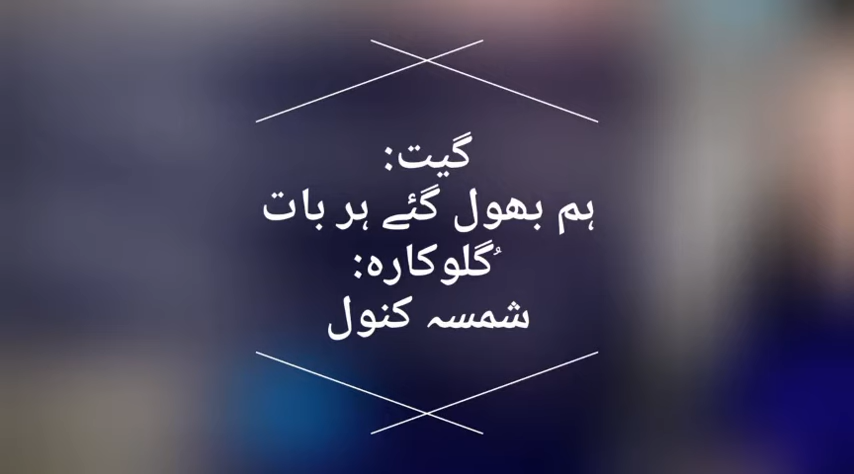 گیت:
ہم بھول گئے ہر بات
ُگلوکارہ:
شمسہ کنول